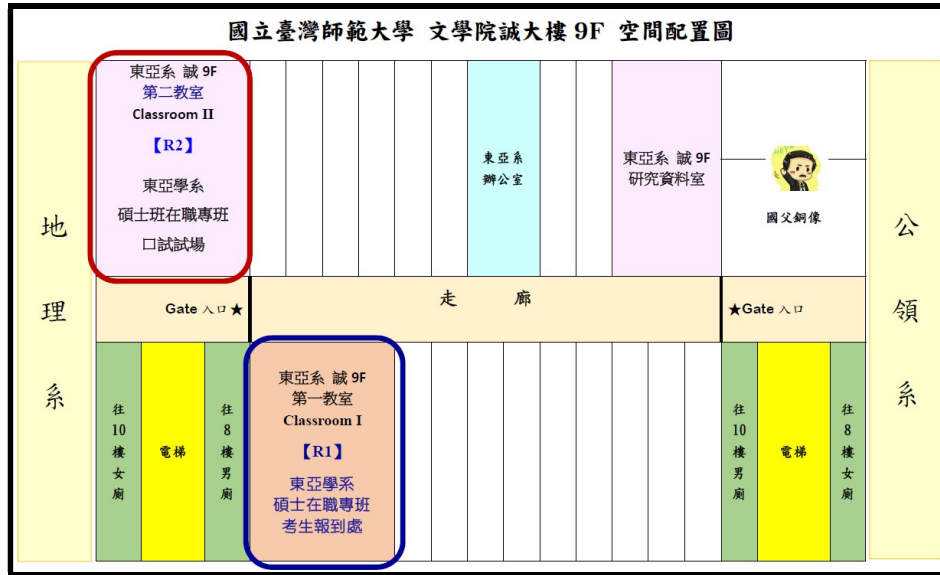 國立臺灣師範大學 文學院誠大樓 9F 空間配置圖
地理系
東亞系 誠 9F
第二教室
Classroom II
【R2】
東亞學系
碩士班在職專班
口試試場
東亞系
辦公室
東亞系 誠 9F
研究資料室
國父銅像
公領系
Gate 入口★
走廊
★Gate 入口
往10樓女廁
電梯
往8樓男廁
東亞系 誠 9F
第一教室
Classroom I
【R1】
東亞學系
碩士在職專班
考生報到處
往10樓男廁
電梯
往8樓女廁